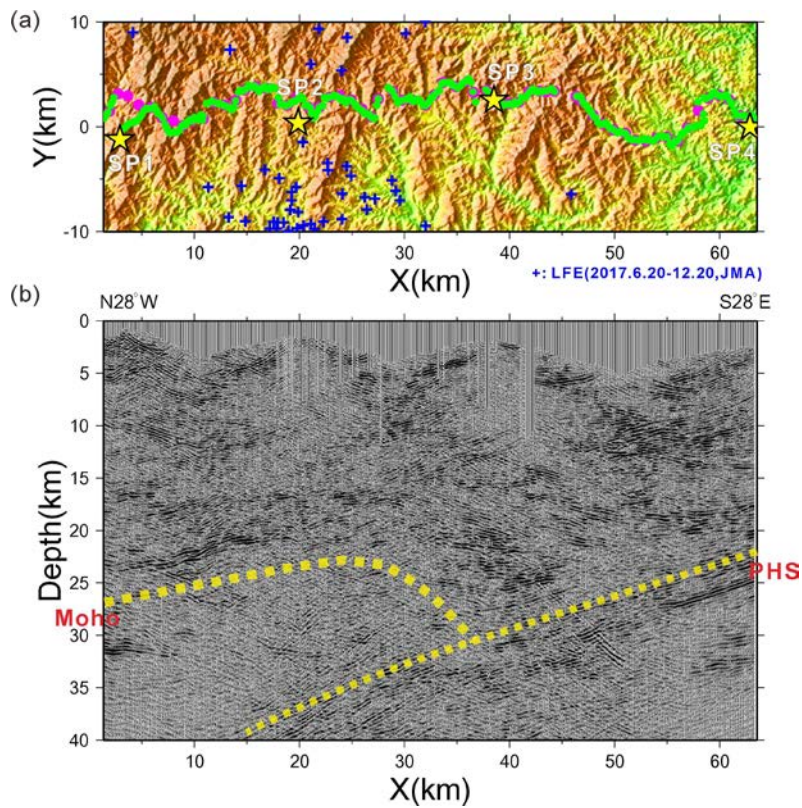 (a)
10
0
-10
Y(km)
SP1
SP2
SP3
SP4
10 20 30 40 50 60
X(km)
+: LFE(2017.6.20-12.20,JMA)
(b)
N28°W S28°E
0
5
10
15
20
25
30
35
40
Depth(km)
Moho
PHS
10 20 30 40 50 60
X(km)